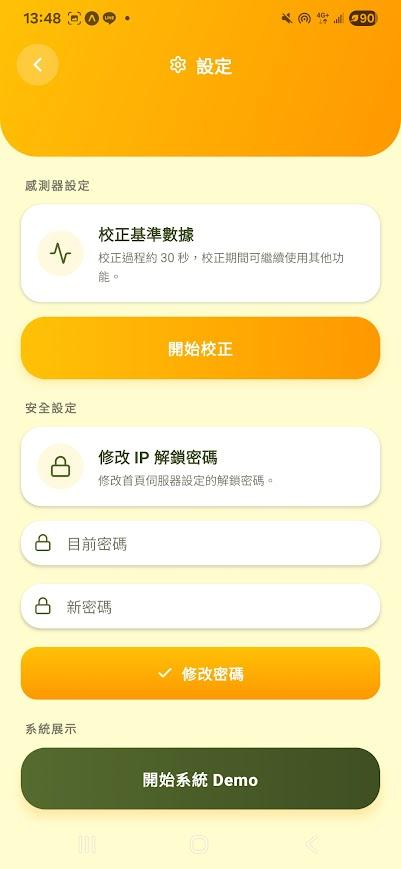 13:48 LINE 4G+ 90
設定
感測器設定
校正基準數據
校正過程約 30 秒，校正期間可繼續使用其他功
能。
開始校正
安全設定
修改 IP 解鎖密碼
修改首頁伺服器設定的解鎖密碼。
目前密碼
新密碼
修改密碼
系統展示
開始系統 Demo